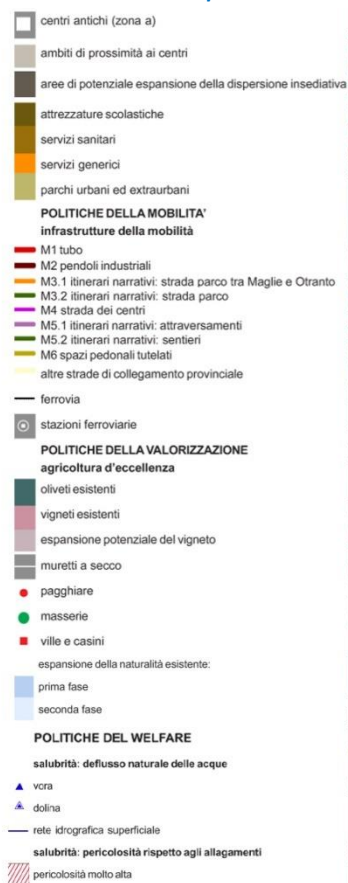 centri antichi (zona a)
ambiti di prossimità ai centri
aree di potenziale espansione della dispersione insediativa
attrezzature scolastiche
servizi sanitari
servizi generici
parchi urbani ed extraurbani
POLITICHE DELLA MOBILITA'
infrastrutture della mobilità
M1 tubo
M2 pendoli industriali
M3.1 itinerari narrativi: strada parco tra Maglie e Otranto
M3.2 itinerari narrativi: strada parco
M4 strada dei centri
M5.1 itinerari narrativi: attraversamenti
M5.2 itinerari narrativi: sentieri
M6 spazi pedonali tutelati
altre strade di collegamento provinciale
ferrovia
stazioni ferroviarie
POLITICHE DELLA VALORIZZAZIONE
agricoltura d'eccellenza
oliveti esistenti
vigneti esistenti
espansione potenziale del vigneto
muretti a secco
pagghiare
masserie
ville e casini
espansione della naturalità esistente:
prima fase
seconda fase
POLITICHE DEL WELFARE
salubrità: deflusso naturale delle acque
vora
dolina
rete idrografica superficiale
salubrità: pericolosità rispetto agli allagamenti
pericolosità molto alta